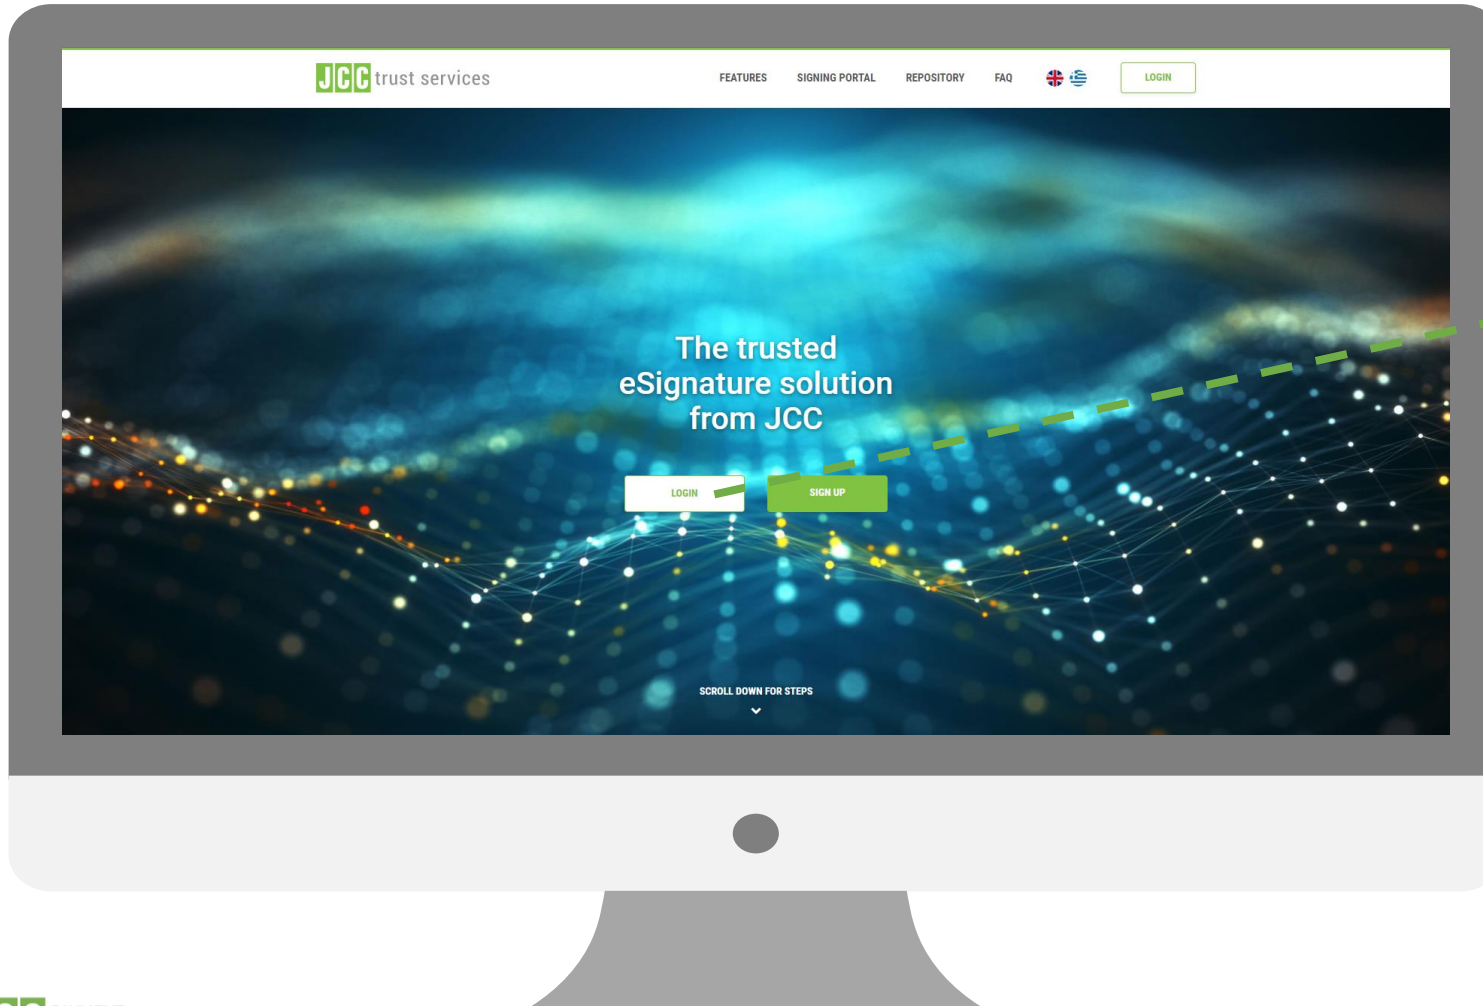 JCC trust services
FEATURES SIGNING PORTAL REPOSITORY FAQ LOGIN
The trusted
eSignature solution
from JCC
LOGIN SIGN UP
SCROLL DOWN FOR STEPS